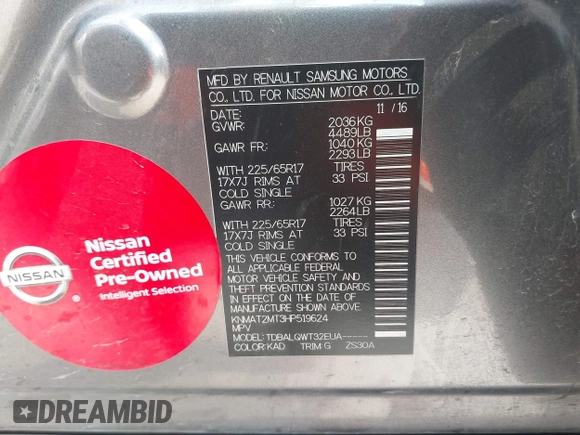 MFD BY RENAULT SAMSUNG MOTORS
CO., LTD. FOR NISSAN MOTOR CO., LTD.
DATE: 11 / 16
GVWR: 2036 KG
4489LB
GAWR FR: 1040 KG
2293 LB
WITH 225/65R17 TIRES
17X7J RIMS AT 33 PSI
COLD SINGLE
GAWR RR: 1027 KG
2264LB
WITH 225/65R17 TIRES
17X7J RIMS AT 33 PSI
COLD SINGLE
THIS VEHICLE CONFORMS TO
ALL APPLICABLE FEDERAL
MOTOR VEHICLE SAFETY AND
THEFT PREVENTION STANDARDS
IN EFFECT ON THE DATE OF
MANUFACTURE SHOWN ABOVE.
KNMAT2MT3HP519624
MPV
MODEL: TDBALQWT32EUA-----
COLOR:KAD TRIM G ZS30A
NISSAN
Nissan
Certified
Pre-Owned
Intelligent Selection
DREAMBID